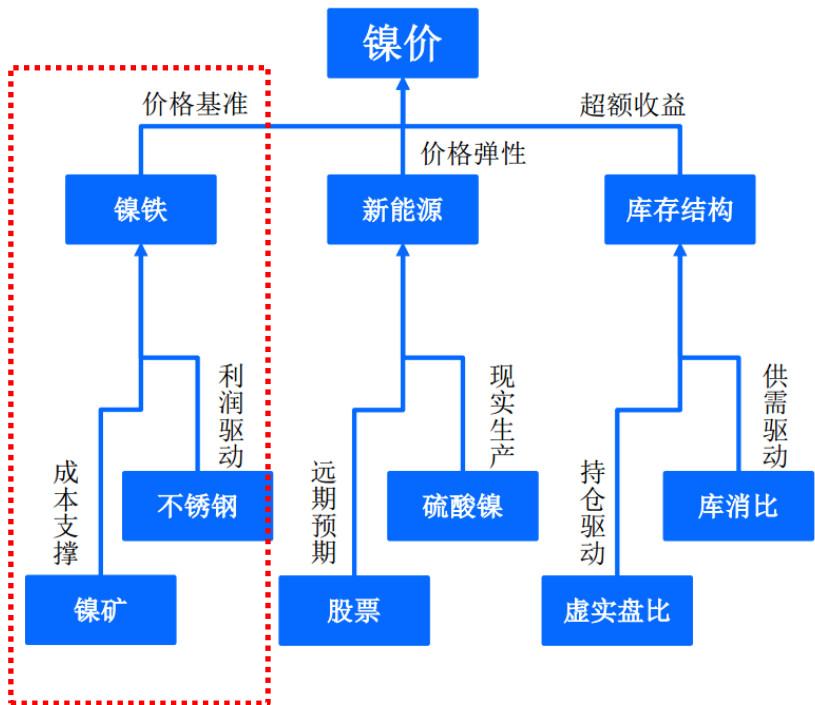 镍价
价格基准
超额收益
价格弹性
镍铁
新能源
库存结构
利润驱动
现实生产
供需驱动
成本支撑
远期预期
持仓驱动
不锈钢
硫酸镍
库消比
镍矿
股票
虚实盘比